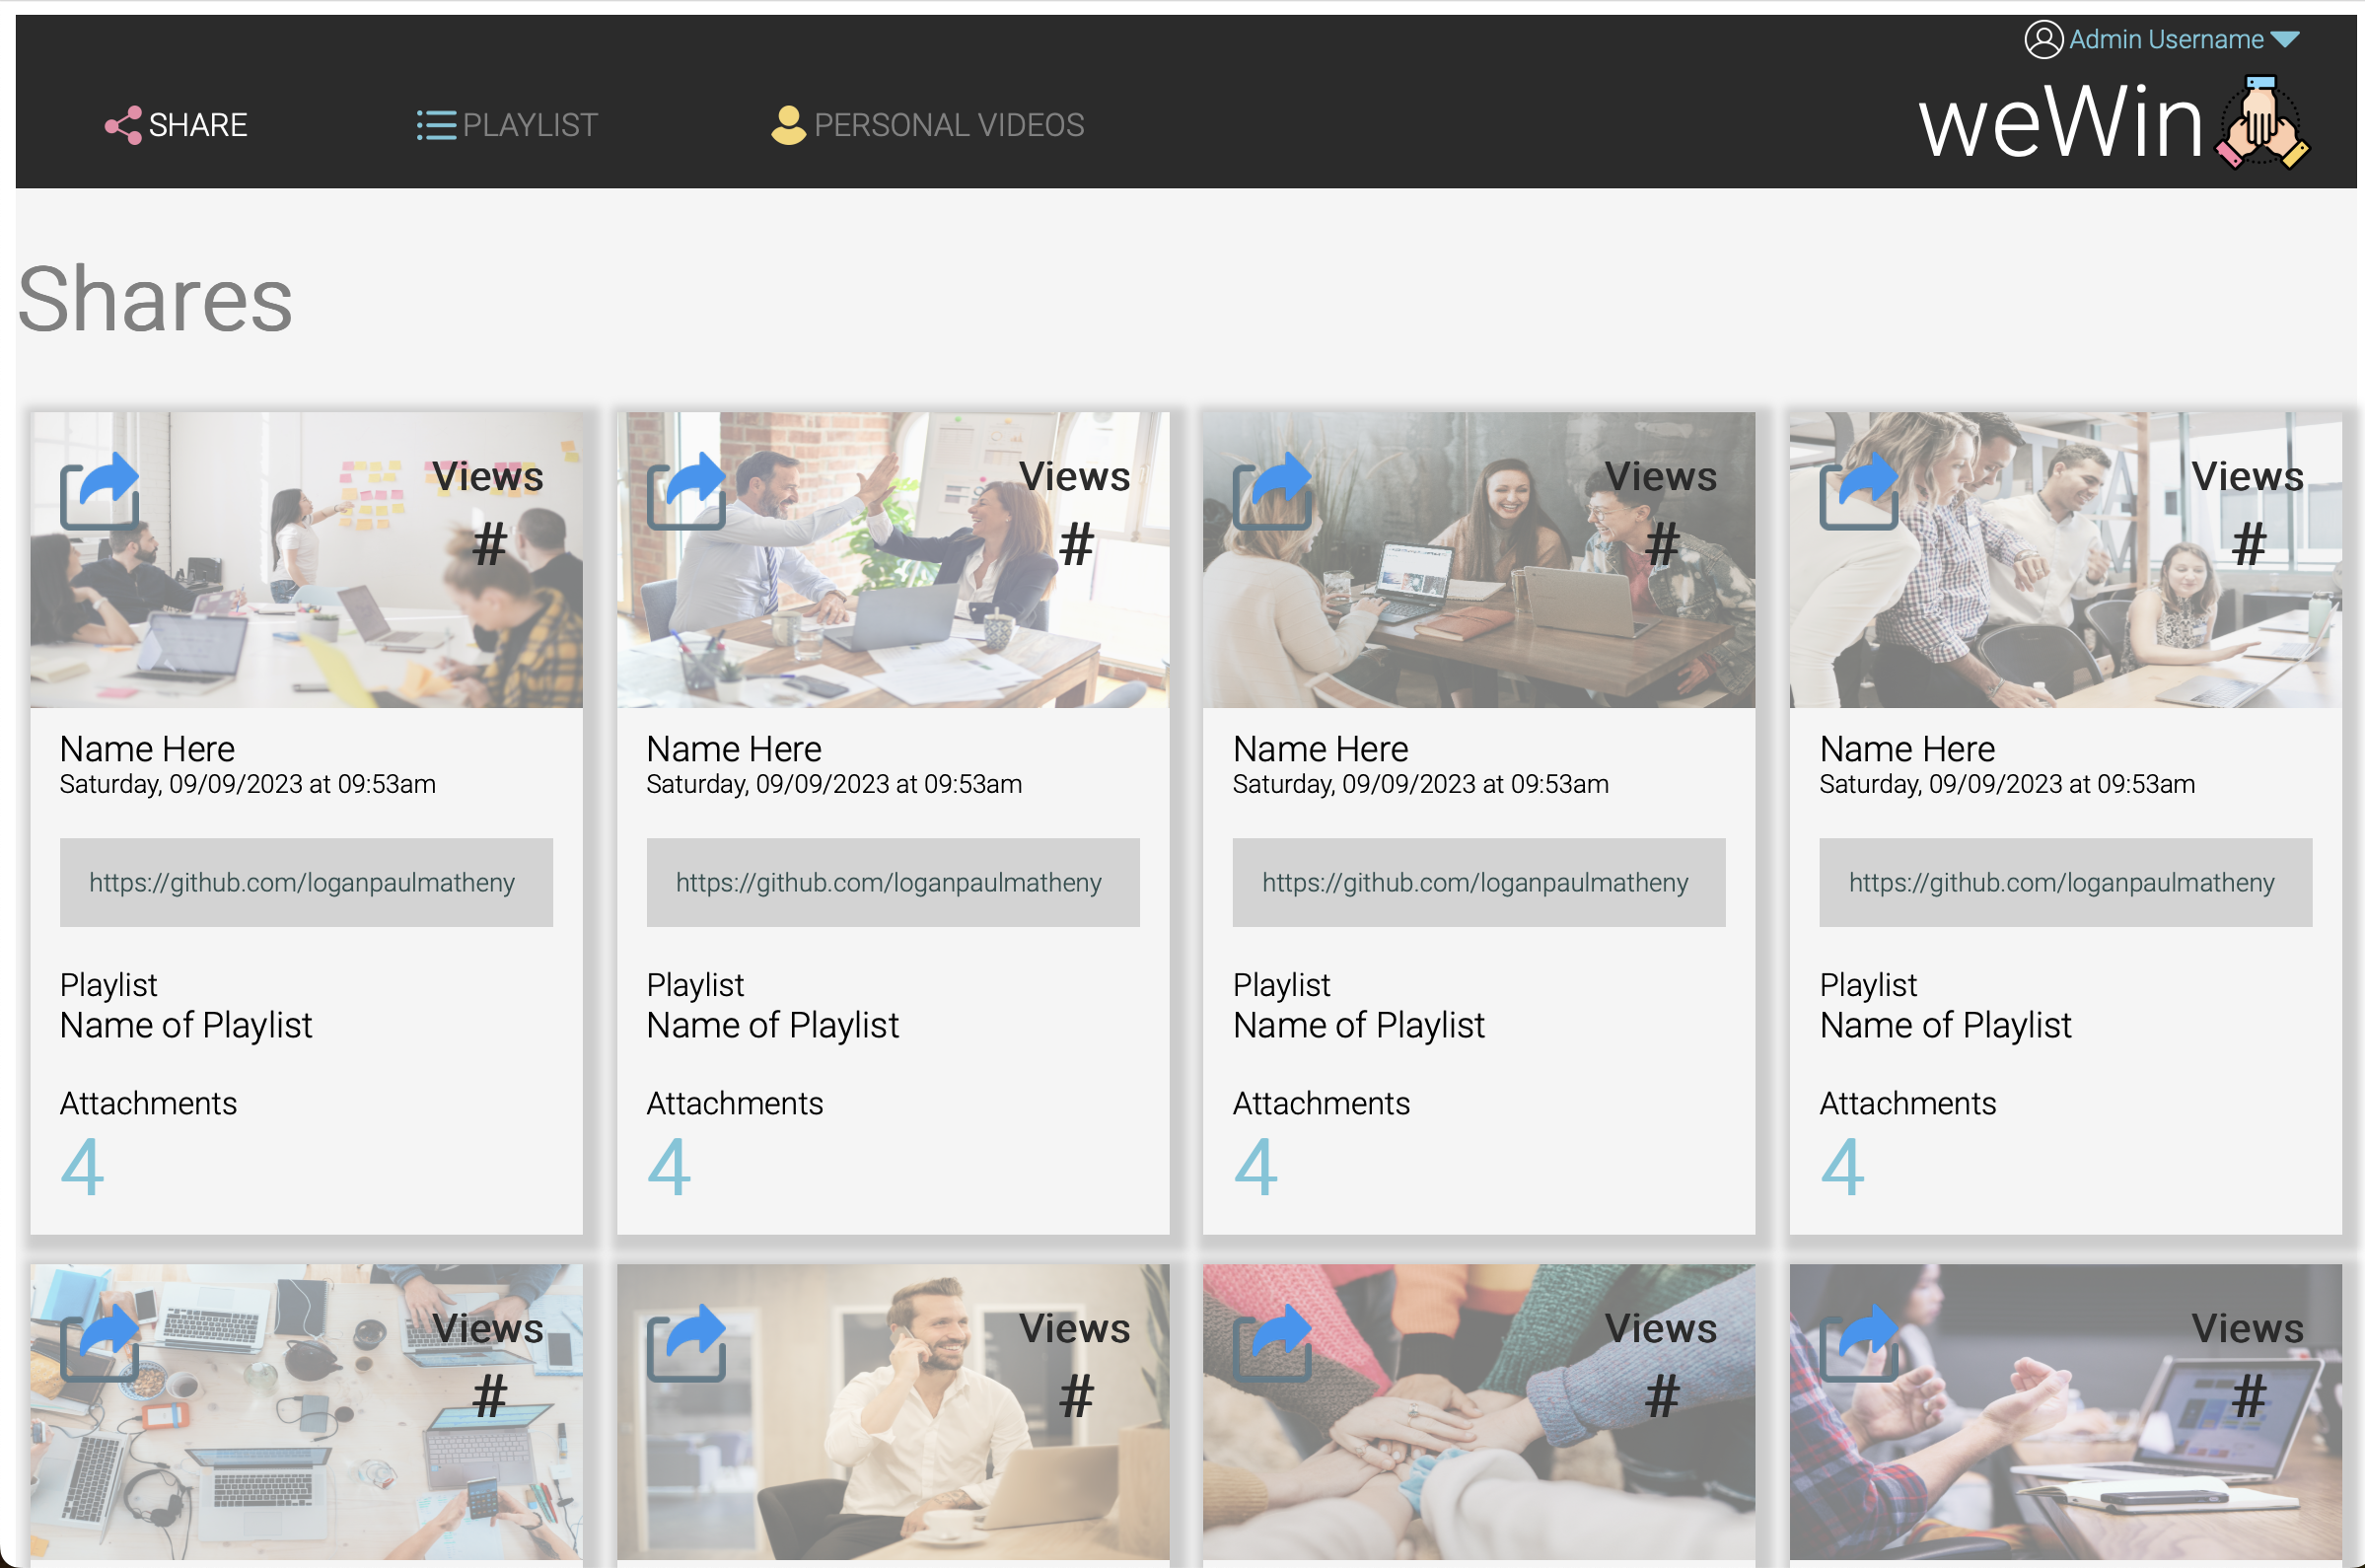 Admin Username
SHARE PLAYLIST PERSONAL VIDEOS weWin
Shares
Views Views Views Views
# # # #
Name Here Name Here Name Here Name Here
Saturday, 09/09/2023 at 09:53am Saturday, 09/09/2023 at 09:53am Saturday, 09/09/2023 at 09:53am Saturday, 09/09/2023 at 09:53am
https://github.com/loganpaulmatheny https://github.com/loganpaulmatheny https://github.com/loganpaulmatheny https://github.com/loganpaulmatheny
Playlist Playlist Playlist Playlist
Name of Playlist Name of Playlist Name of Playlist Name of Playlist
Attachments Attachments Attachments Attachments
4 4 4 4
Views Views Views Views
# # # #